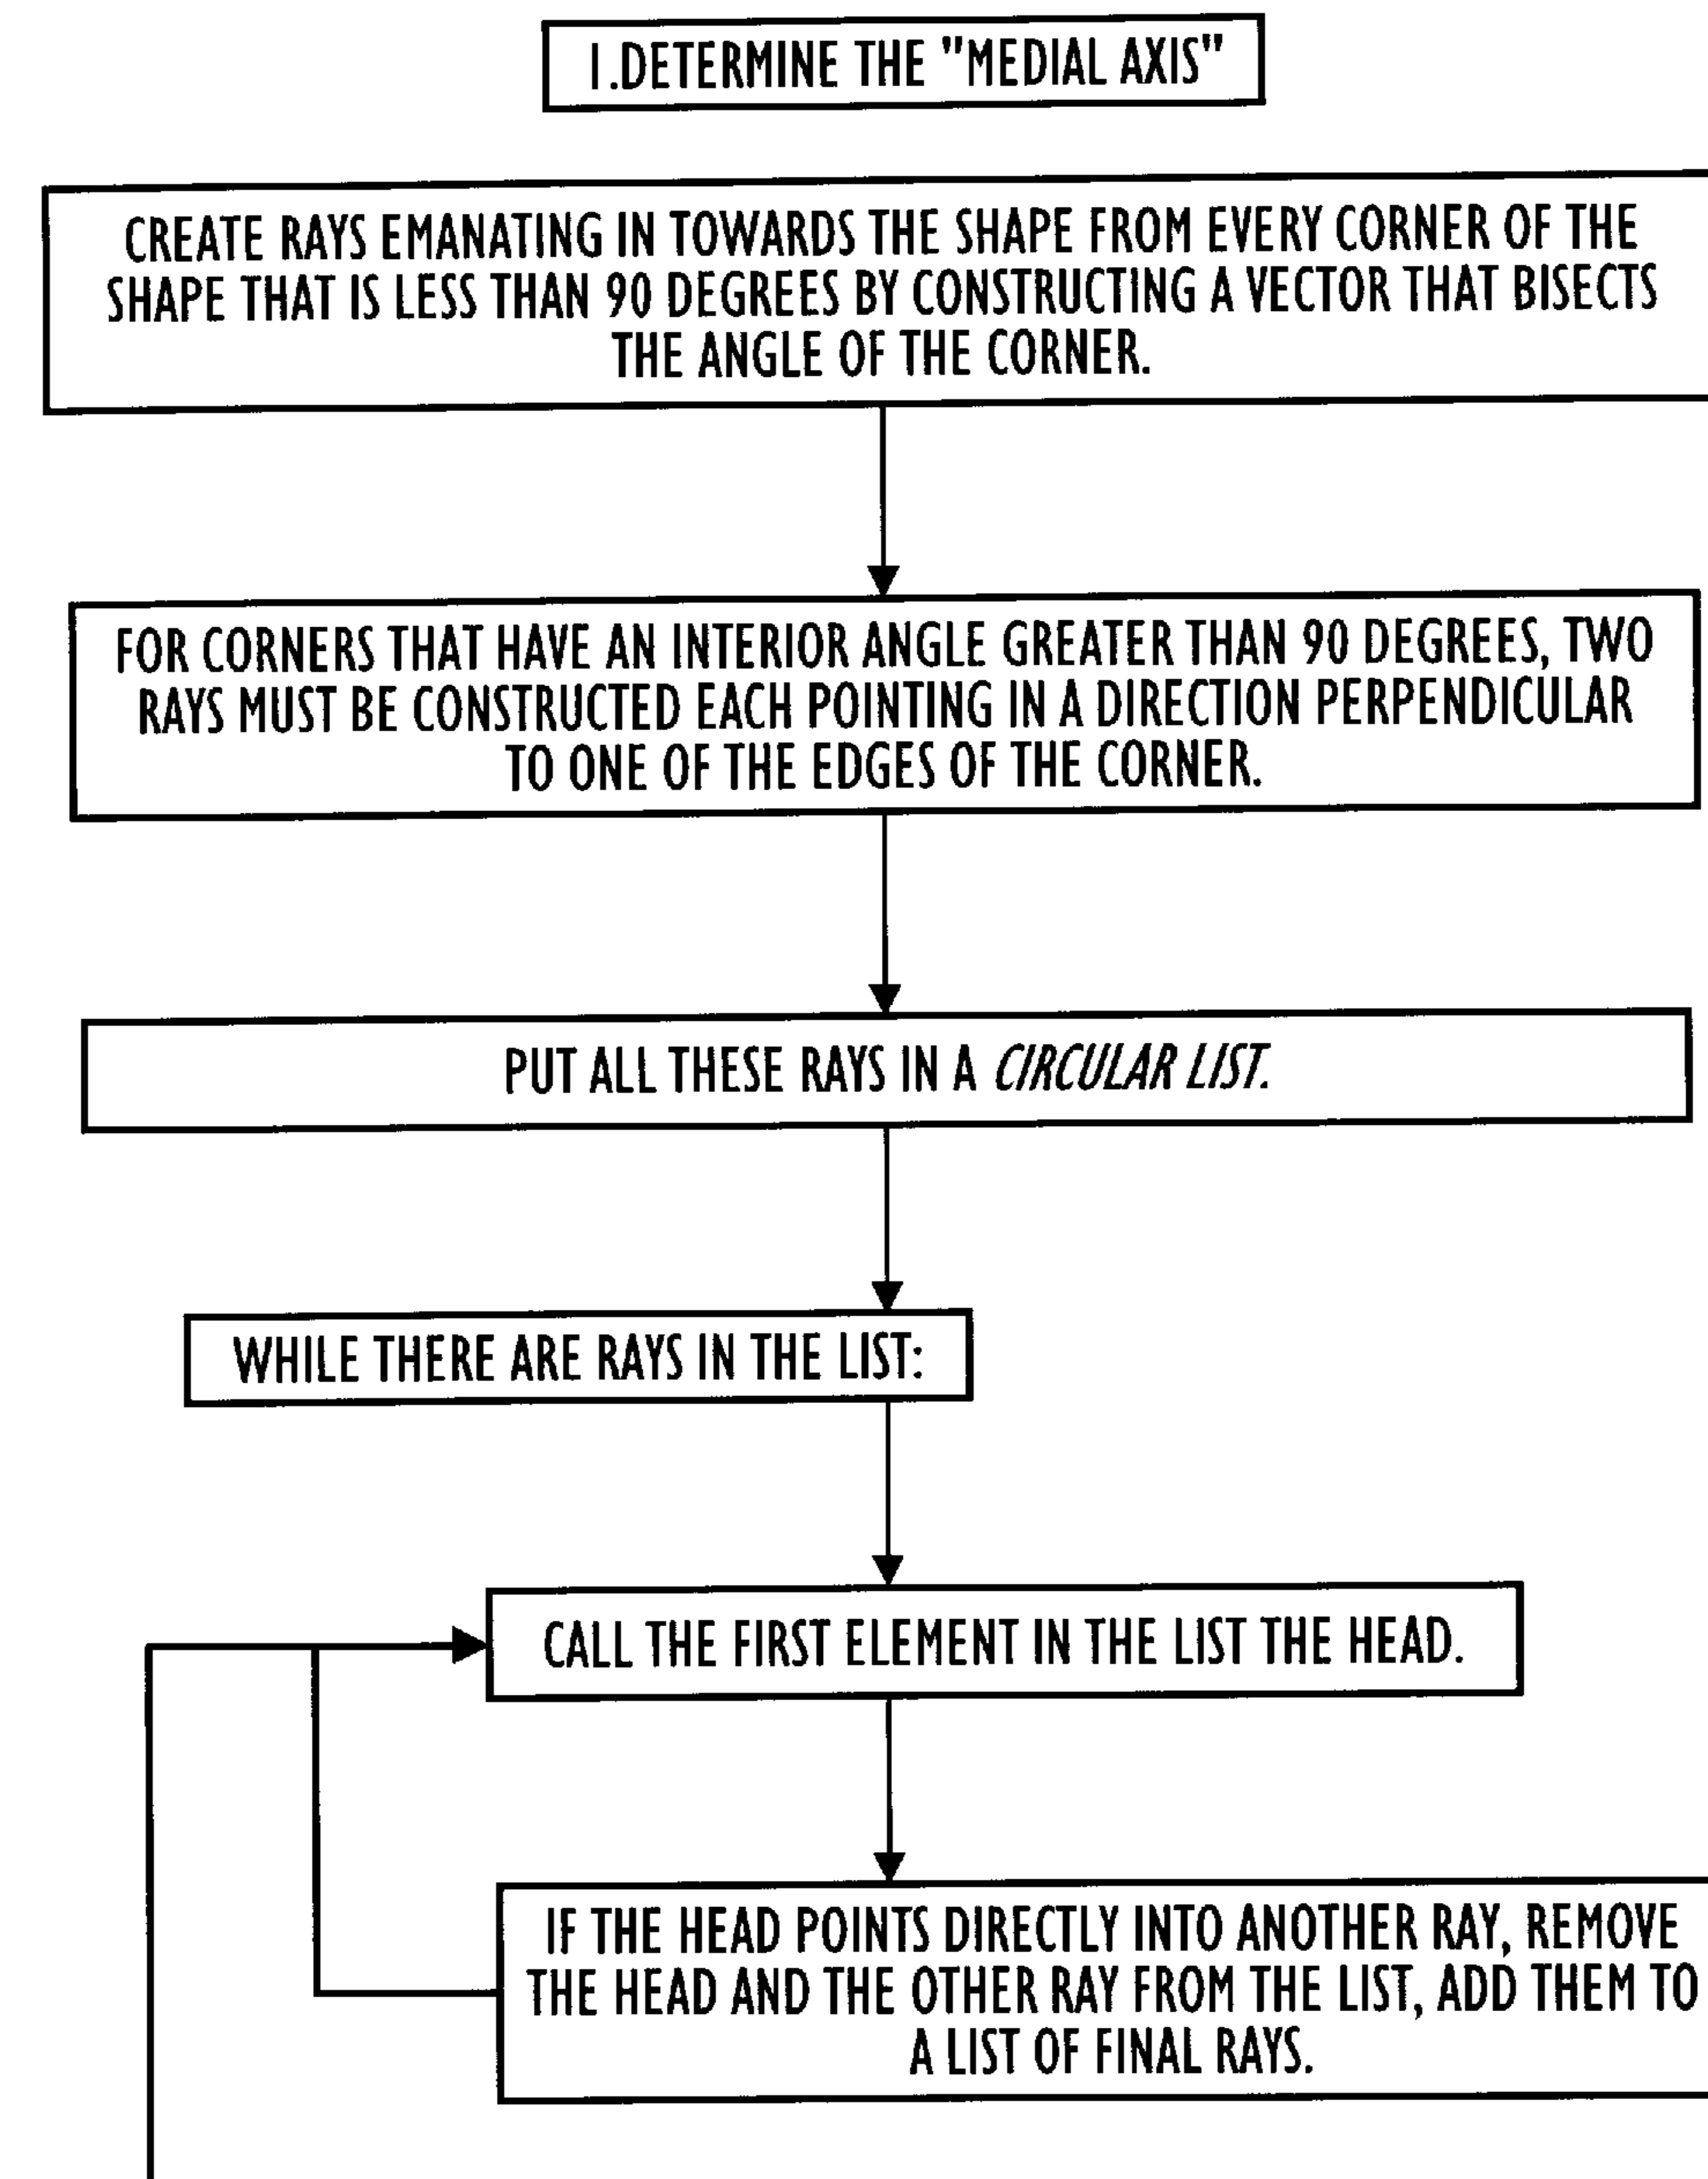 1.DETERMINE THE "MEDIAL AXIS"
CREATE RAYS EMANATING IN TOWARDS THE SHAPE FROM EVERY CORNER OF THE
SHAPE THAT IS LESS THAN 90 DEGREES BY CONSTRUCTING A VECTOR THAT BISECTS
THE ANGLE OF THE CORNER.
FOR CORNERS THAT HAVE AN INTERIOR ANGLE GREATER THAN 90 DEGREES, TWO
RAYS MUST BE CONSTRUCTED EACH POINTING IN A DIRECTION PERPENDICULAR
TO ONE OF THE EDGES OF THE CORNER.
PUT ALL THESE RAYS IN A CIRCULAR LIST.
WHILE THERE ARE RAYS IN THE LIST:
CALL THE FIRST ELEMENT IN THE LIST THE HEAD.
IF THE HEAD POINTS DIRECTLY INTO ANOTHER RAY, REMOVE
THE HEAD AND THE OTHER RAY FROM THE LIST, ADD THEM TO
A LIST OF FINAL RAYS.